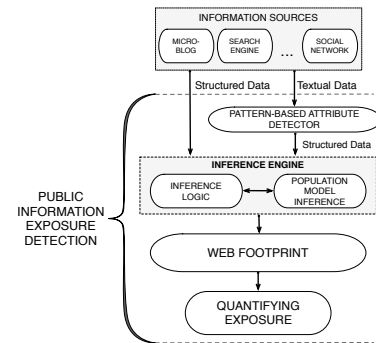 INFORMATION SOURCES
MICRO-
BLOG
SEARCH
ENGINE
...
SOCIAL
NETWORK
Structured Data
Textual Data
PATTERN-BASED ATTRIBUTE
DETECTOR
Structured Data
INFERENCE ENGINE
INFERENCE
LOGIC
POPULATION
MODEL
INFERENCE
PUBLIC
INFORMATION
EXPOSURE
DETECTION
WEB FOOTPRINT
QUANTIFYING
EXPOSURE